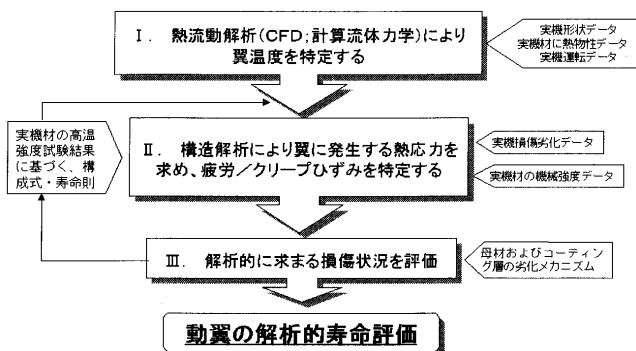 Ⅰ. 熱流動解析(CFD;計算流体力学)により
翼温度を特定する
実機形状データ
実機材に熱物性データ
実機運転データ
実機材の高温
強度試験結果
に基づく、構
成式・寿命則
Ⅱ. 構造解析により翼に発生する熱応力を
求め、疲労/クリープひずみを特定する
実機損傷劣化データ
実機材の機械強度データ
Ⅲ. 解析的に求まる損傷状況を評価
母材およびコーティ
ング層の劣化メカニズム
動翼の解析的寿命評価